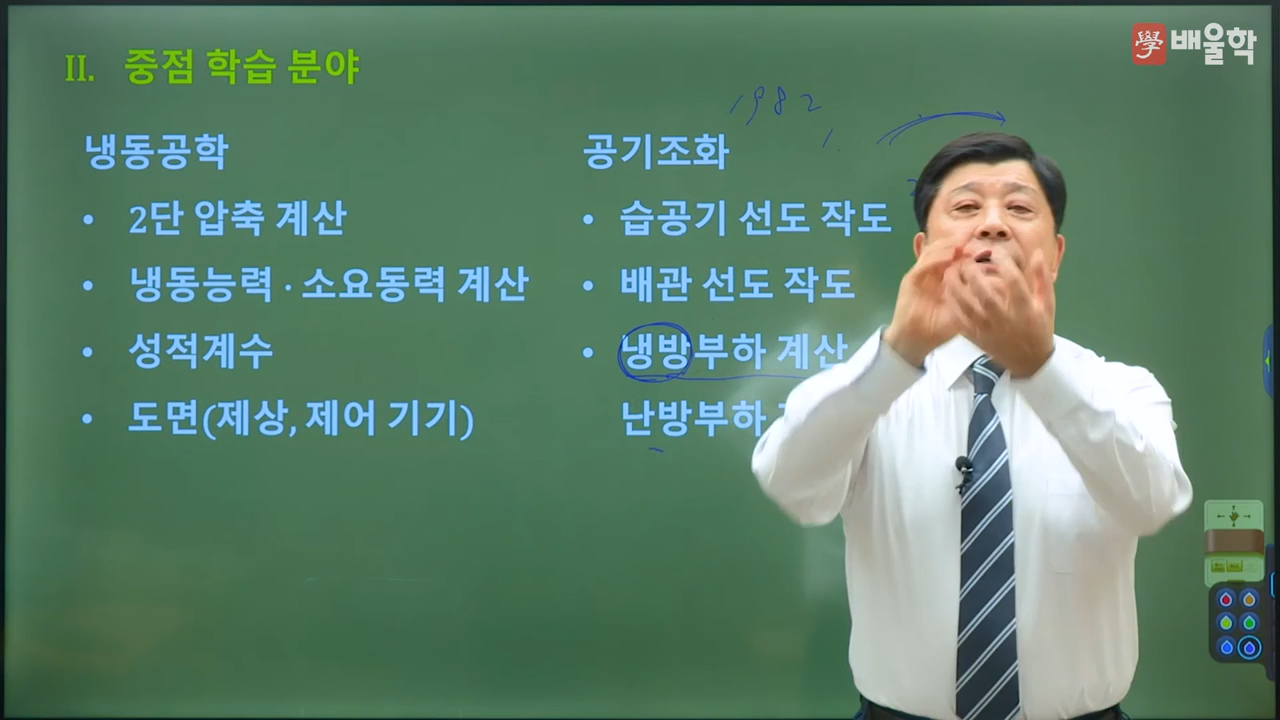 學 배울학
II. 중점 학습 분야
1982
1.
냉동공학
• 2단 압축 계산
• 냉동능력 · 소요동력 계산
• 성적계수
• 도면(제상, 제어 기기)
공기조화
• 습공기 선도 작도
• 배관 선도 작도
• 냉방부하 계산
난방부하